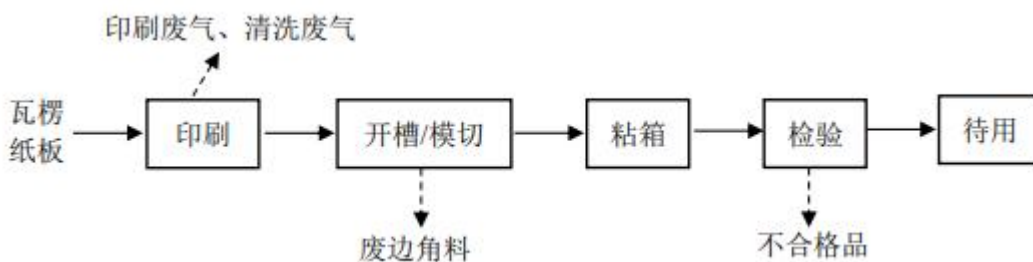 印刷废气、清洗废气
瓦楞
纸板
印刷
开槽/模切
粘箱
检验
待用
废边角料
不合格品